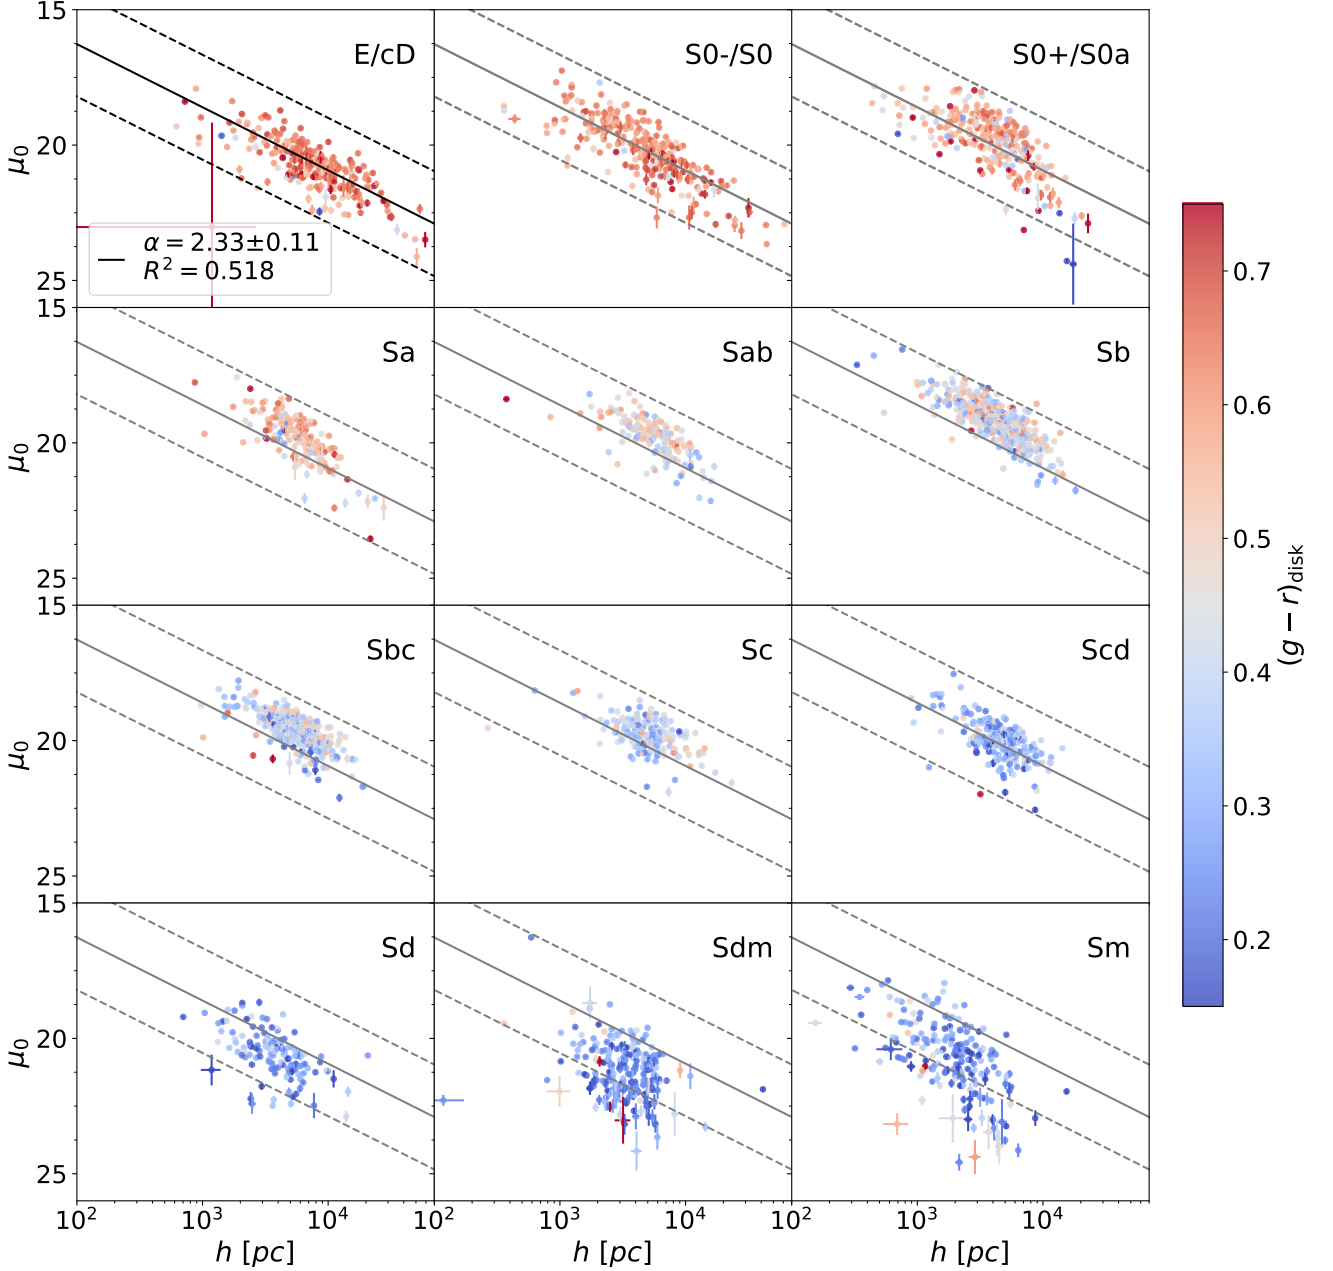 15
E/cD
S0-/S0
S0+/S0a
20
μ₀
α = 2.33±0.11
R² = 0.518
25
15
Sa
Sab
Sb
20
μ₀
25
15
Sbc
Sc
Scd
20
μ₀
25
15
Sd
Sdm
Sm
20
μ₀
25
10² 10³ 10⁴ 10² 10³ 10⁴ 10² 10³ 10⁴
h [pc] h [pc] h [pc]
0.7
0.6
0.5
0.4
0.3
0.2
(g − r)disk